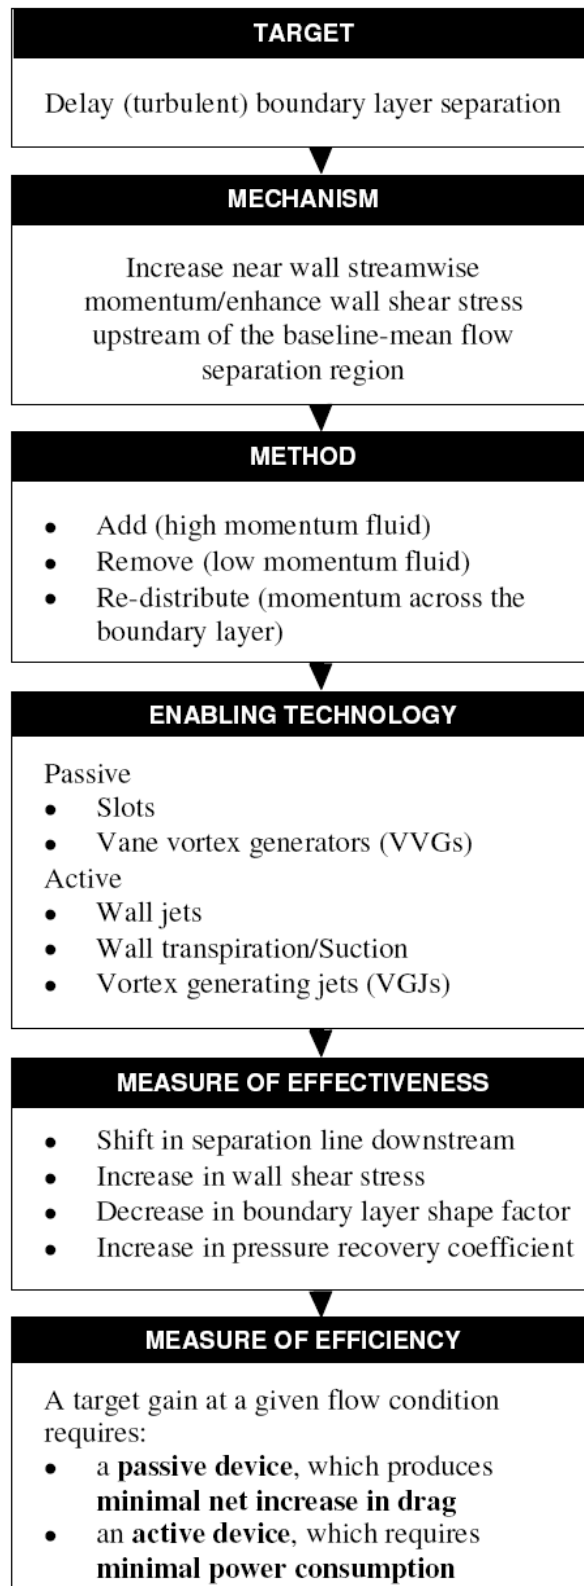 TARGET
Delay (turbulent) boundary layer separation
MECHANISM
Increase near wall streamwise
momentum/enhance wall shear stress
upstream of the baseline-mean flow
separation region
METHOD
• Add (high momentum fluid)
• Remove (low momentum fluid)
• Re-distribute (momentum across the
boundary layer)
ENABLING TECHNOLOGY
Passive
• Slots
• Vane vortex generators (VVGs)
Active
• Wall jets
• Wall transpiration/Suction
• Vortex generating jets (VGJs)
MEASURE OF EFFECTIVENESS
• Shift in separation line downstream
• Increase in wall shear stress
• Decrease in boundary layer shape factor
• Increase in pressure recovery coefficient
MEASURE OF EFFICIENCY
A target gain at a given flow condition
requires:
• a passive device, which produces
minimal net increase in drag
• an active device, which requires
minimal power consumption